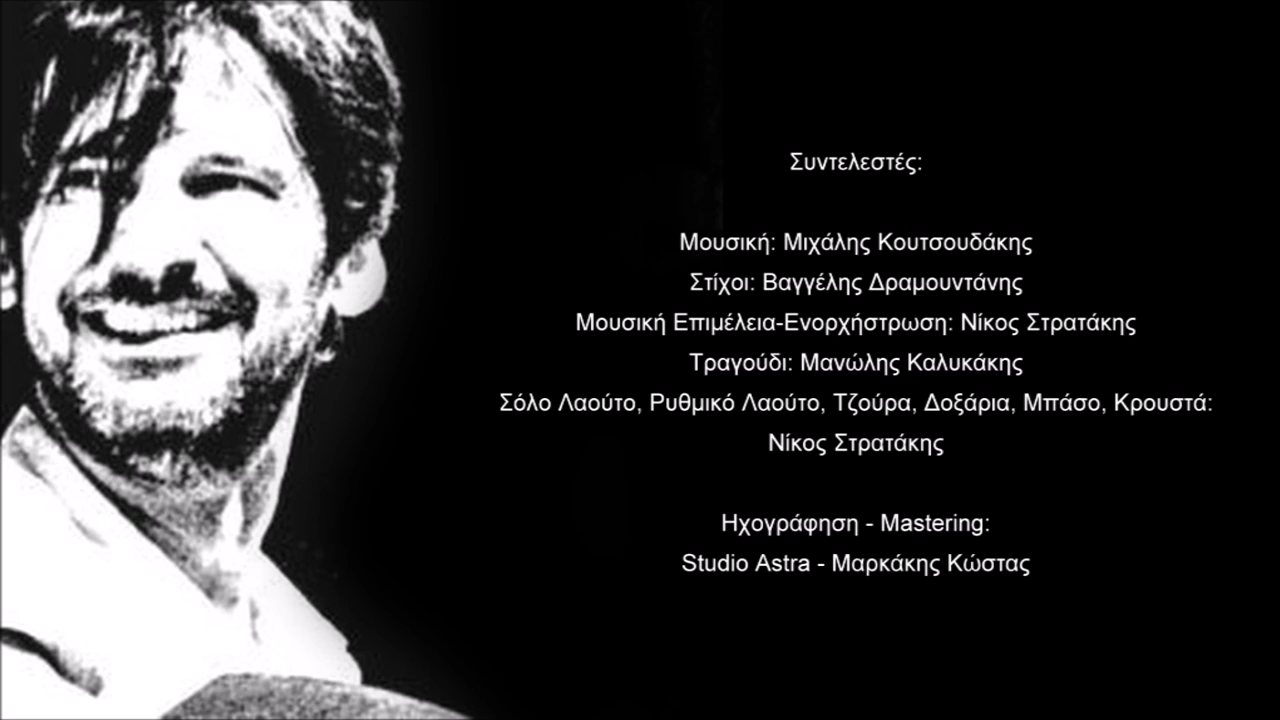 Συντελεστές:
Μουσική: Μιχάλης Κουτσουδάκης
Στίχοι: Βαγγέλης Δραμουντάνης
Μουσική Επιμέλεια-Ενορχήστρωση: Νίκος Στρατάκης
Τραγούδι: Μανώλης Καλυκάκης
Σόλο Λαούτο, Ρυθμικό Λαούτο, Τζούρα, Δοξάρια, Μπάσο, Κρουστά:
Νίκος Στρατάκης
Ηχογράφηση - Mastering:
Studio Astra - Μαρκάκης Κώστας